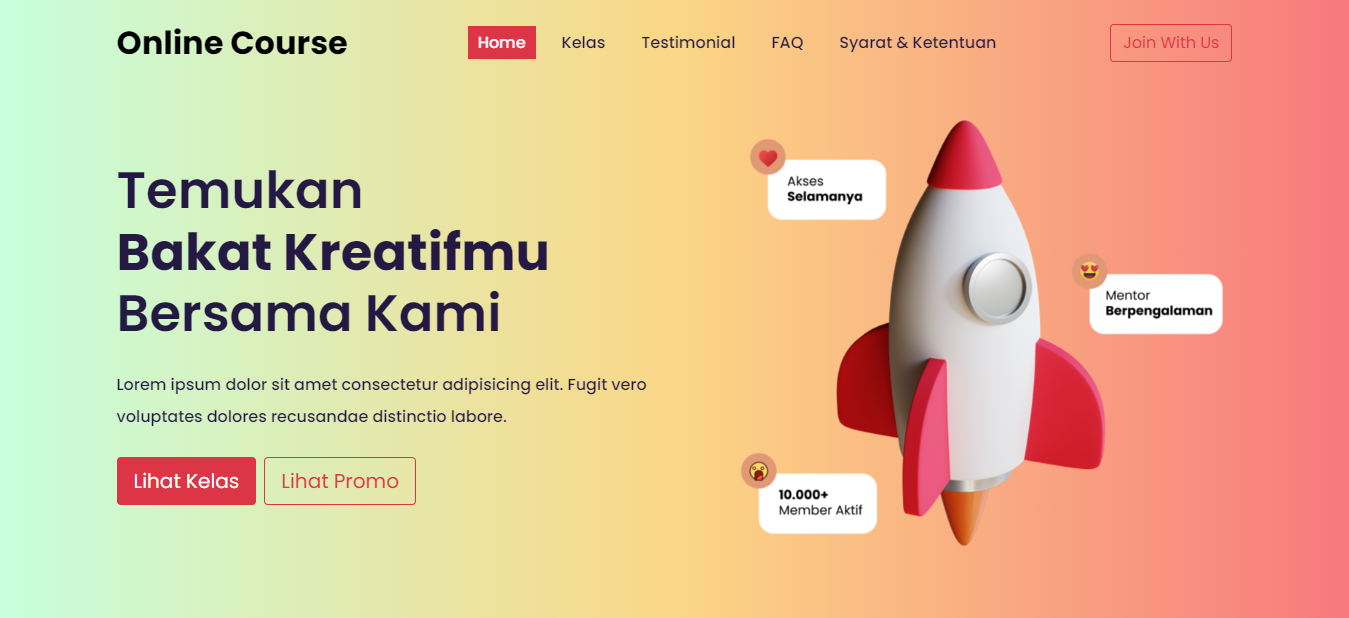 Online Course
Home
Kelas
Testimonial
FAQ
Syarat & Ketentuan
Join With Us
Temukan
Bakat Kreatifmu
Bersama Kami
Lorem ipsum dolor sit amet consectetur adipisicing elit. Fugit vero
voluptates dolores recusandae distinctio labore.
Lihat Kelas
Lihat Promo
Akses
Selamanya
Mentor
Berpengalaman
10.000+
Member Aktif